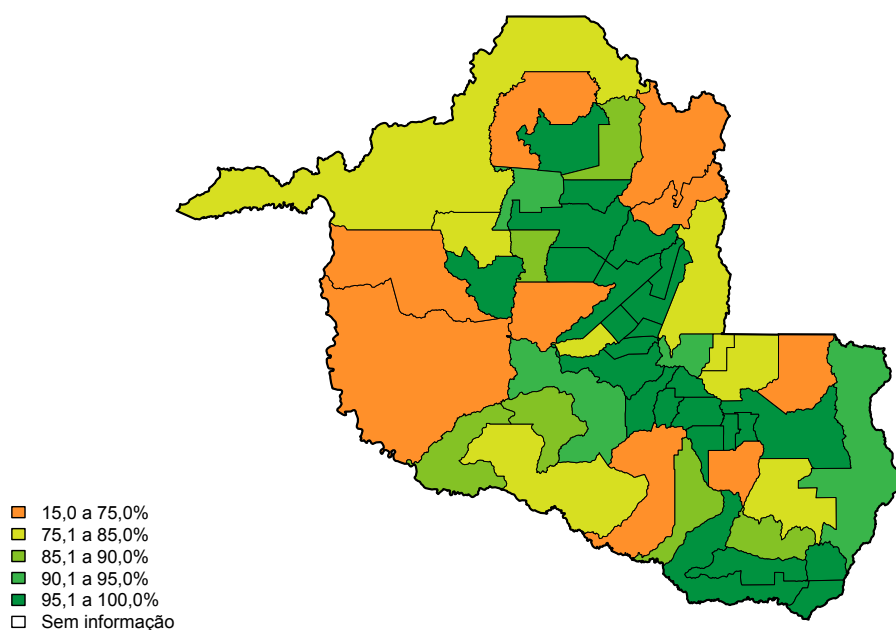 15,0 a 75,0%
75,1 a 85,0%
85,1 a 90,0%
90,1 a 95,0%
95,1 a 100,0%
Sem informação